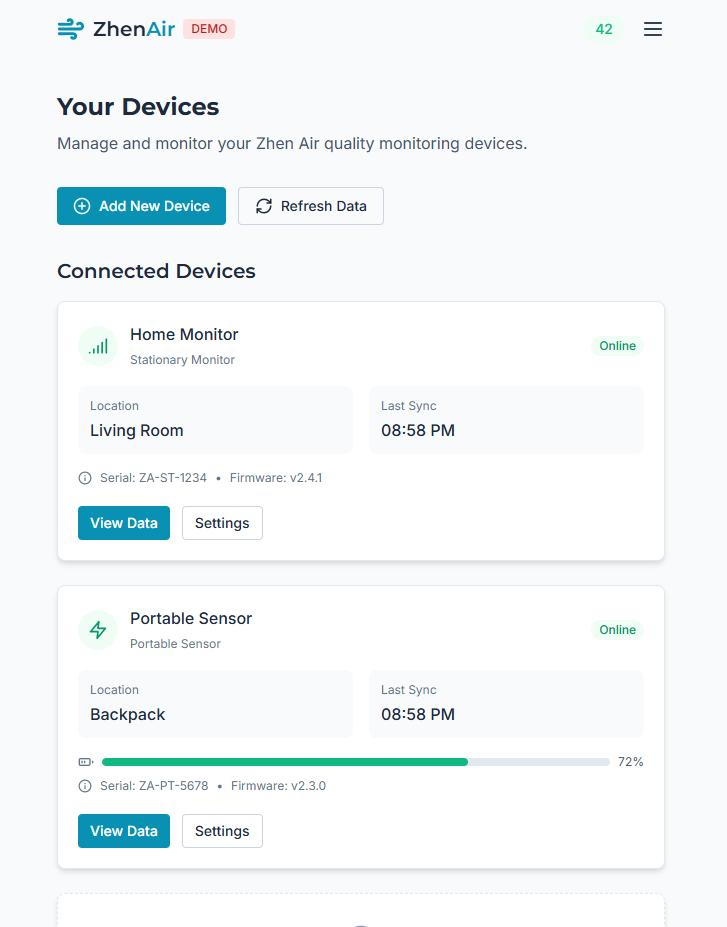 ZhenAir DEMO 42
Your Devices
Manage and monitor your Zhen Air quality monitoring devices.
Add New Device Refresh Data
Connected Devices
Home Monitor
Stationary Monitor
Online
Location
Living Room
Last Sync
08:58 PM
Serial: ZA-ST-1234 • Firmware: v2.4.1
View Data Settings
Portable Sensor
Portable Sensor
Online
Location
Backpack
Last Sync
08:58 PM
72%
Serial: ZA-PT-5678 • Firmware: v2.3.0
View Data Settings